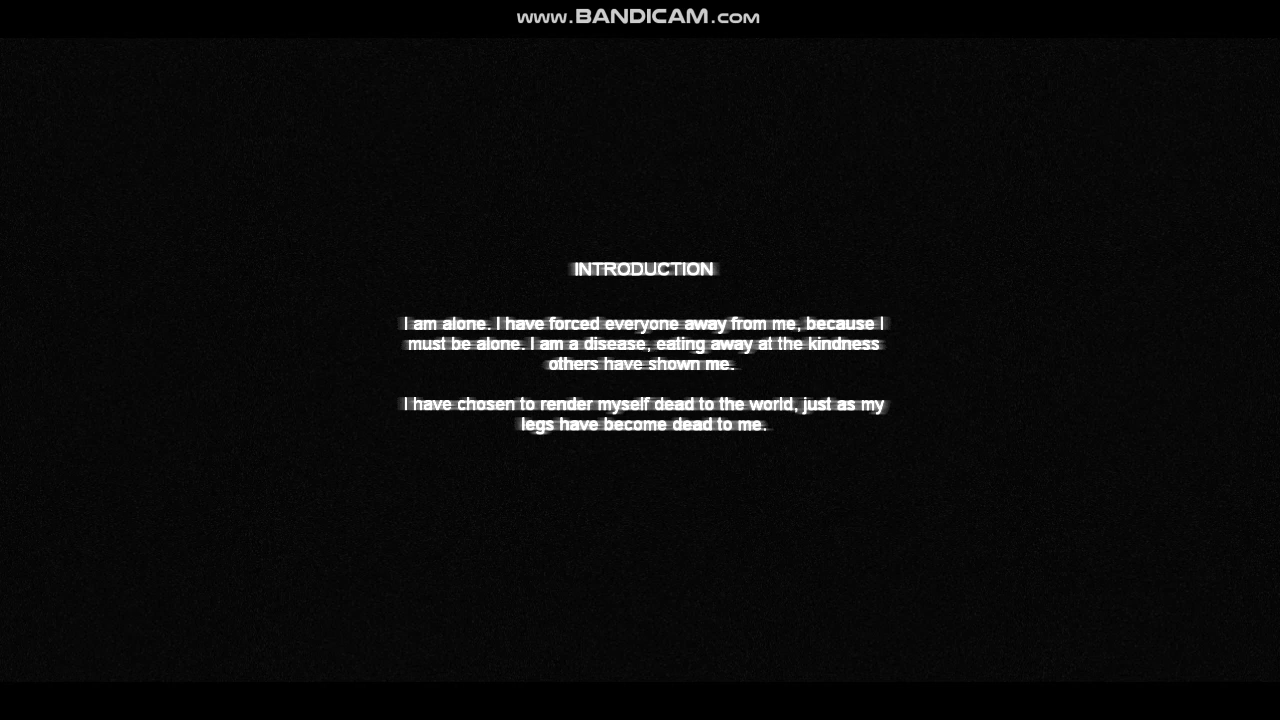 www.BANDICAM.com
INTRODUCTION
I am alone. I have forced everyone away from me, because I
must be alone. I am a disease, eating away at the kindness
others have shown me.
I have chosen to render myself dead to the world, just as my
legs have become dead to me.